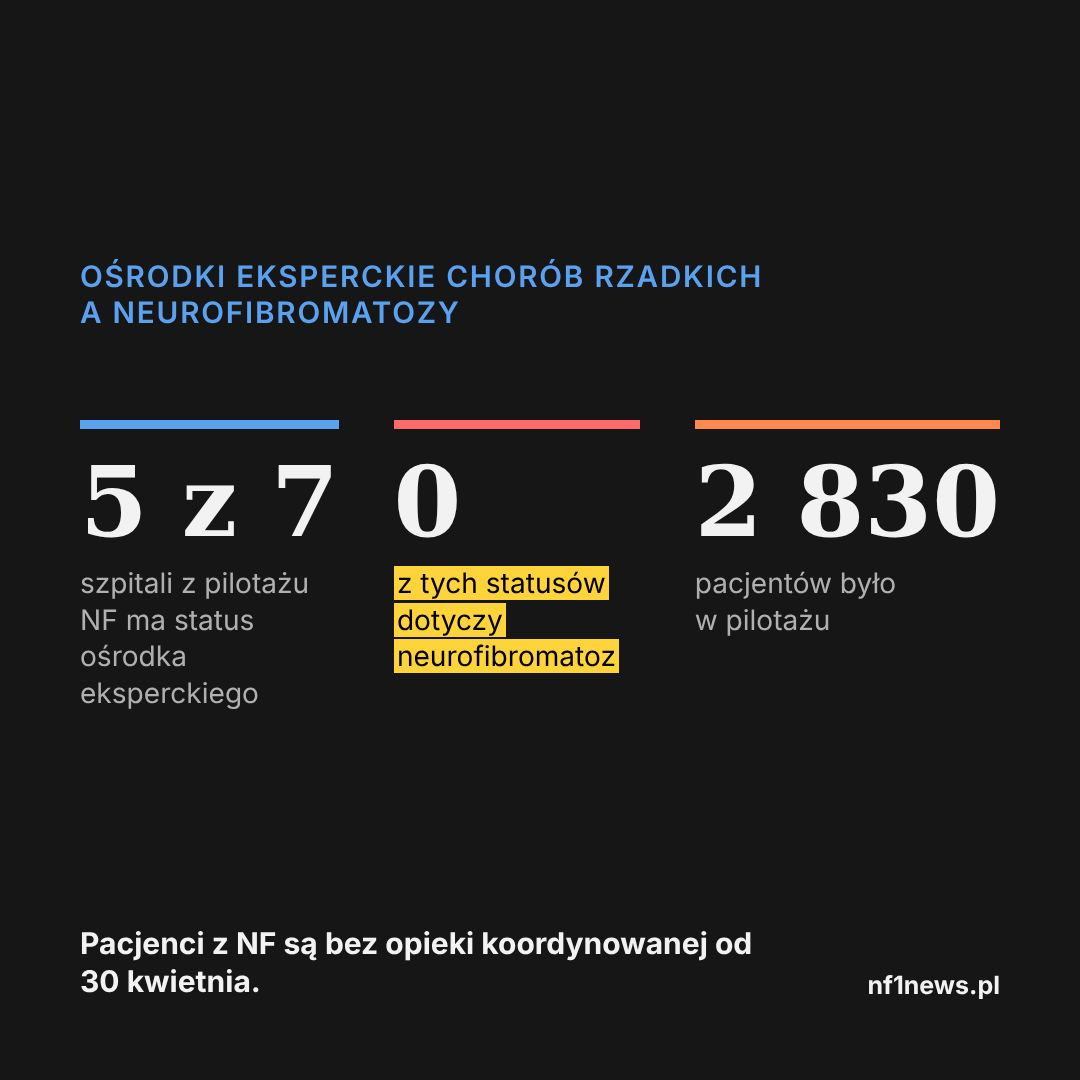 OŚRODKI EKSPERCKIE CHORÓB RZADKICH
A NEUROFIBROMATOZY
5 z 7
szpitali z pilotażu
NF ma status
ośrodka
eksperckiego
0
z tych statusów
dotyczy
neurofibromatoz
2 830
pacjentów było
w pilotażu
Pacjenci z NF są bez opieki koordynowanej od
30 kwietnia.
nf1news.pl